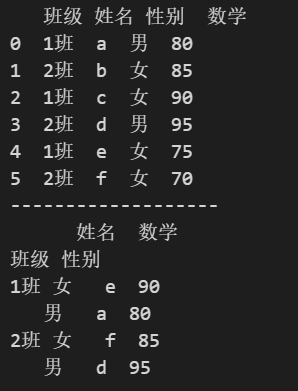 班级 姓名 性别 数学
0 1班 a 男 80
1 2班 b 女 85
2 1班 c 女 90
3 2班 d 男 95
4 1班 e 女 75
5 2班 f 女 70
-------------------
姓名 数学
班级 性别
1班 女 e 90
男 a 80
2班 女 f 85
男 d 95